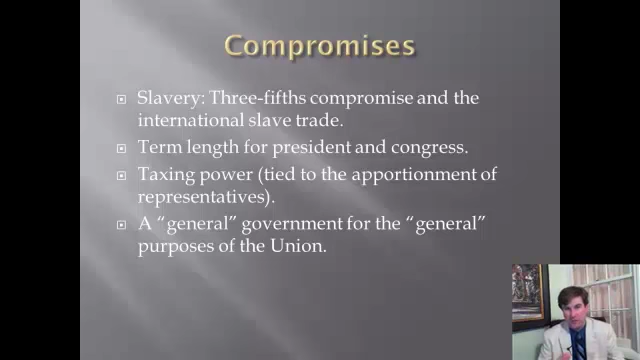 Compromises
Slavery: Three-fifths compromise and the
international slave trade.
Term length for president and congress.
Taxing power (tied to the apportionment of
representatives).
A “general” government for the “general”
purposes of the Union.